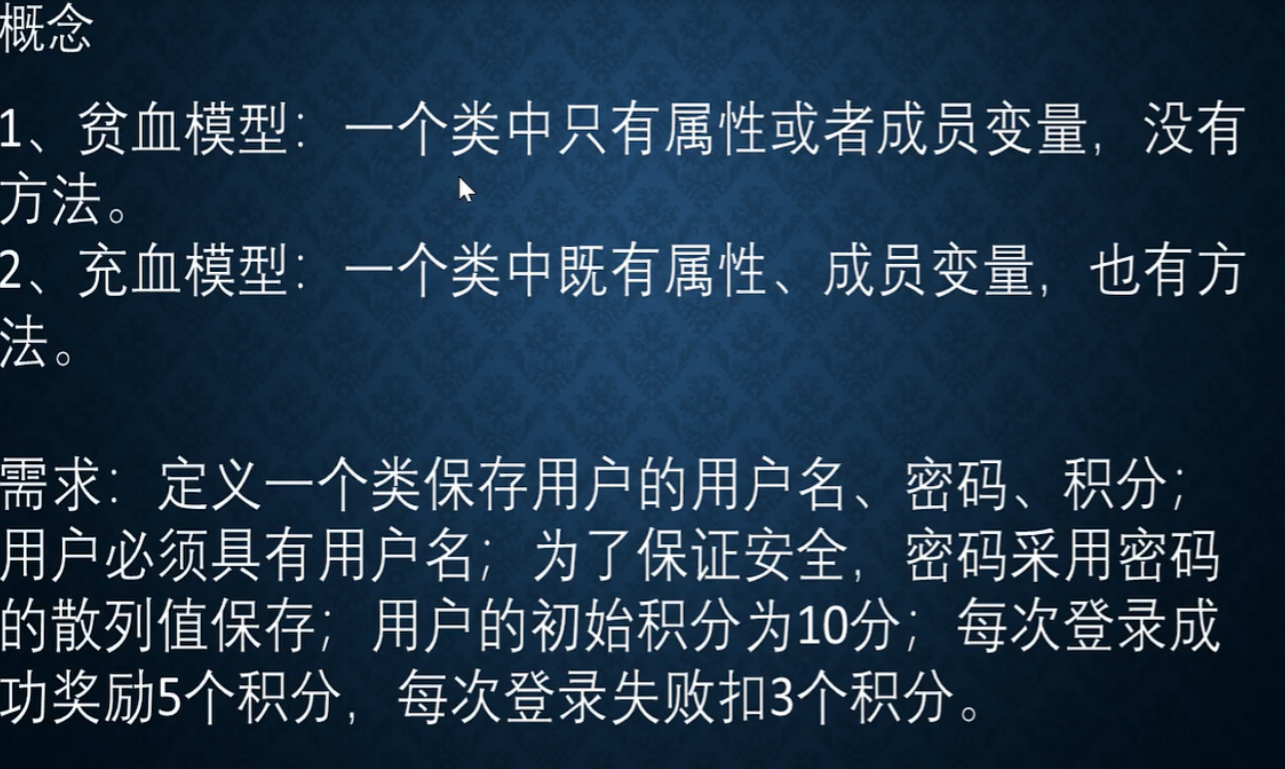 概念
1、贫血模型：一个类中只有属性或者成员变量，没有
方法。
2、充血模型：一个类中既有属性、成员变量，也有方
法。
需求：定义一个类保存用户的用户名、密码、积分；
用户必须具有用户名；为了保证安全，密码采用密码
的散列值保存；用户的初始积分为10分；每次登录成
功奖励5个积分，每次登录失败扣3个积分。